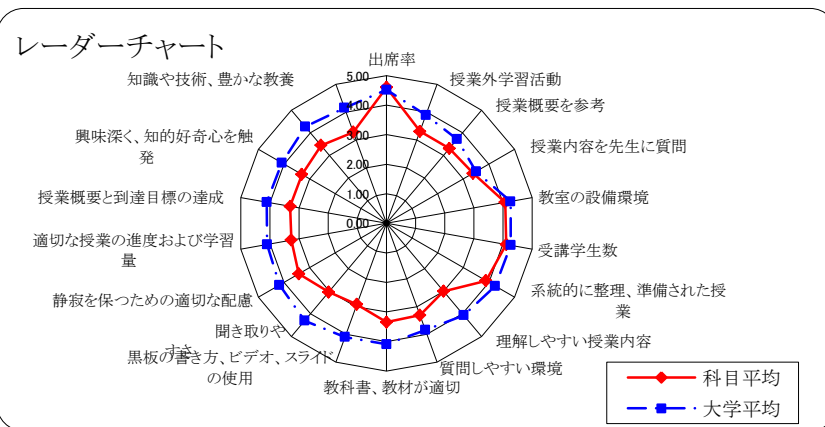 レーダーチャート
出席率
授業外学習活動
授業概要を参考
授業内容を先生に質問
教室の設備環境
受講学生数
系統的に整理、準備された授
業
理解しやすい授業内容
質問しやすい環境
教科書、教材が適切
黒板の書き方、ビデオ、スライド
の使用
聞き取りや
すさ
静寂を保つための適切な配慮
適切な授業の進度および学習
量
授業概要と到達目標の達成
興味深く、知的好奇心を触
発
知識や技術、豊かな教養
5.00
4.00
3.00
2.00
1.00
0.00
科目平均
大学平均